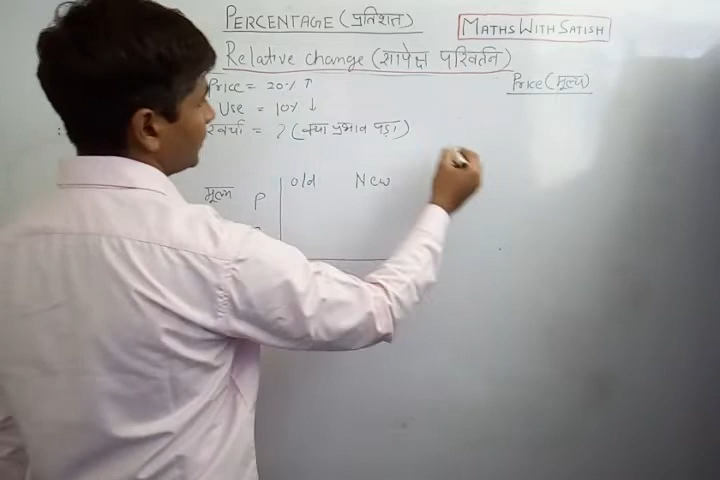 PERCENTAGE (प्रतिशत)
MATHS WITH SATISH
Relative change (सापेक्ष परिवर्तन)
Price (मूल्य)
Price = 20% ↑
Use = 10% ↓
खर्चा = ? (क्या प्रभाव पड़ा)
old New
मूल्य P